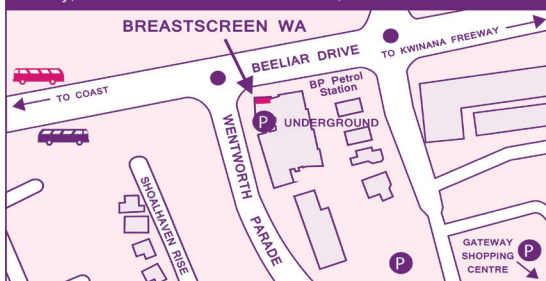 BREASTSCREEN WA
BEELIAR DRIVE
TO KWINANA FREEWAY
TO COAST
BP Petrol
Station
P UNDERGROUND
WENTWORTH PARADE
SHOALHAVEN RISE
P
GATEWAY
SHOPPING
CENTRE
P